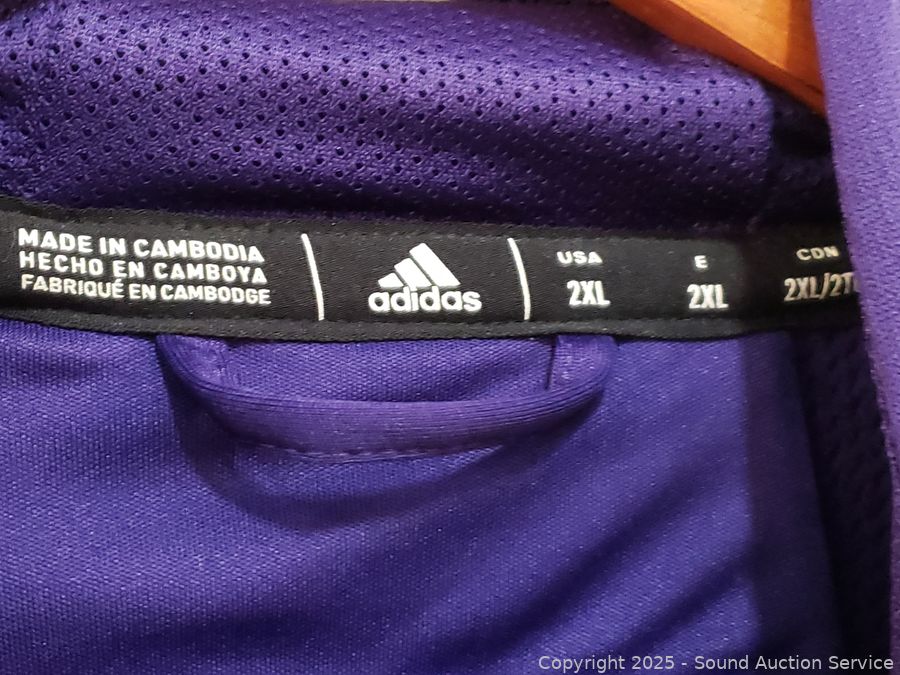 MADE IN CAMBODIA
HECHO EN CAMBOYA
FABRIQUÉ EN CAMBODGE
adidas
USA
2XL
E
2XL
CDN
Copyright 2025 - Sound Auction Service